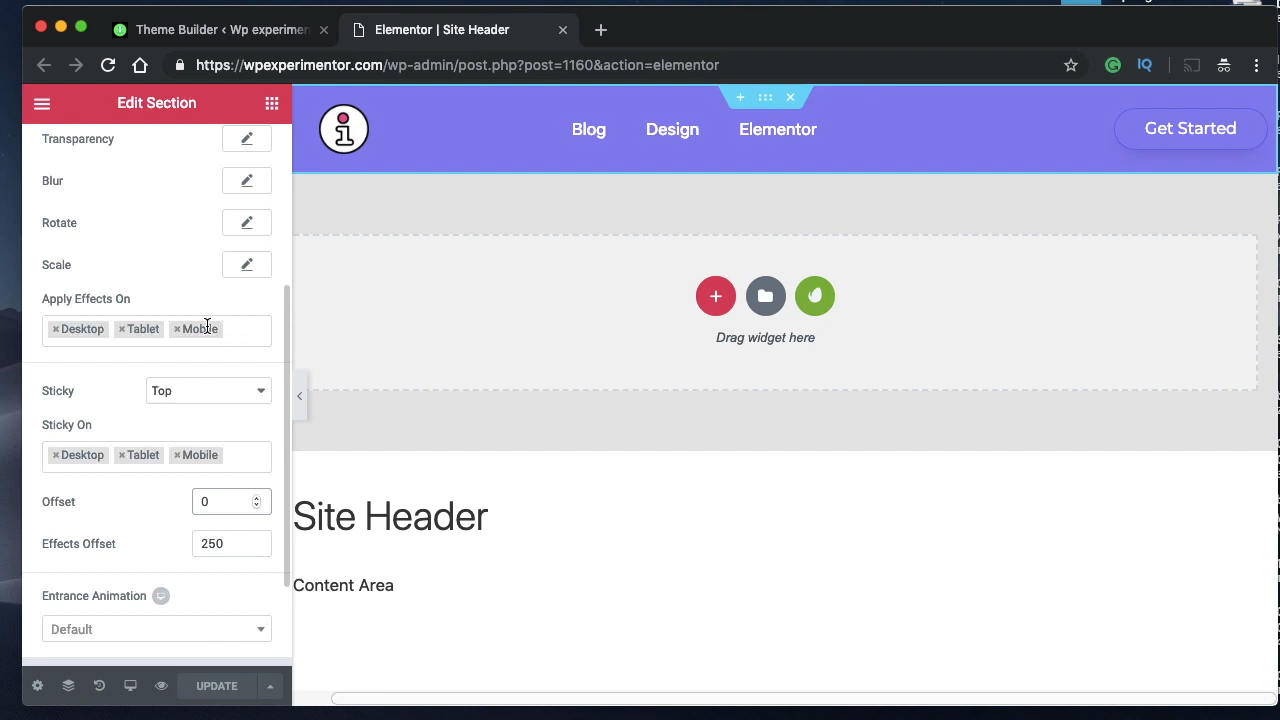 Theme Builder ‹ Wp experimen
Elementor | Site Header
https://wpexperimentor.com/wp-admin/post.php?post=1160&action=elementor
IQ
Edit Section
Transparency
Blur
Rotate
Scale
Apply Effects On
×Desktop ×Tablet ×Mobile
Sticky Top
Sticky On
×Desktop ×Tablet ×Mobile
Offset 0
Effects Offset 250
Entrance Animation
Default
UPDATE
Blog Design Elementor Get Started
Drag widget here
Site Header
Content Area